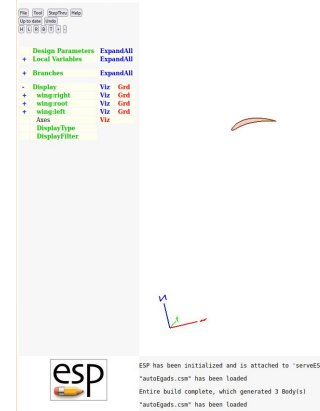 File Tool StepThru Help
Up to date Undo
H L R B T + -
Design Parameters ExpandAll
+ Local Variables ExpandAll
+ Branches ExpandAll
- Display Viz Grd
+ wing:right Viz Grd
+ wing:root Viz Grd
+ wing:left Viz Grd
Axes Viz
DisplayType
DisplayFilter
esp
ESP has been initialized and is attached to 'serveES
"autoEgads.csm" has been loaded
Entire build complete, which generated 3 Body(s)
"autoEgads.csm" has been loaded